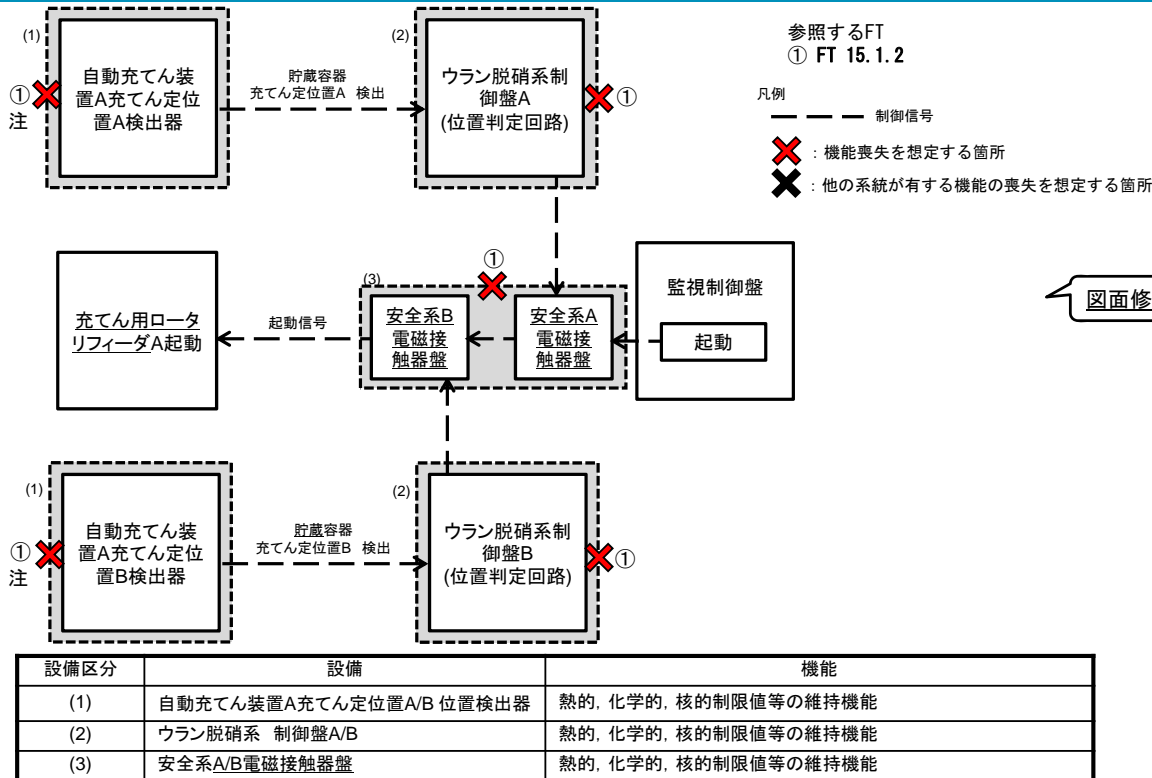 (1)
自動充てん装
置A充てん定位
置A検出器
①
注
貯蔵容器
充てん定位置A 検出
(2)
ウラン脱硝系制
御盤A
(位置判定回路)
①
参照するFT
① FT 15.1.2
凡例
制御信号
：機能喪失を想定する箇所
：他の系統が有する機能の喪失を想定する箇所
充てん用ロータ
リフィーダA起動
起動信号
(3)
①
安全系B
電磁接
触器盤
安全系A
電磁接
触器盤
監視制御盤
起動
図面修
(1)
自動充てん装
置A充てん定位
置B検出器
①
注
貯蔵容器
充てん定位置B 検出
(2)
ウラン脱硝系制
御盤B
(位置判定回路)
①
設備区分 設備 機能
(1) 自動充てん装置A充てん定位置A/B 位置検出器 熱的, 化学的, 核的制限値等の維持機能
(2) ウラン脱硝系 制御盤A/B 熱的, 化学的, 核的制限値等の維持機能
(3) 安全系A/B電磁接触器盤 熱的, 化学的, 核的制限値等の維持機能